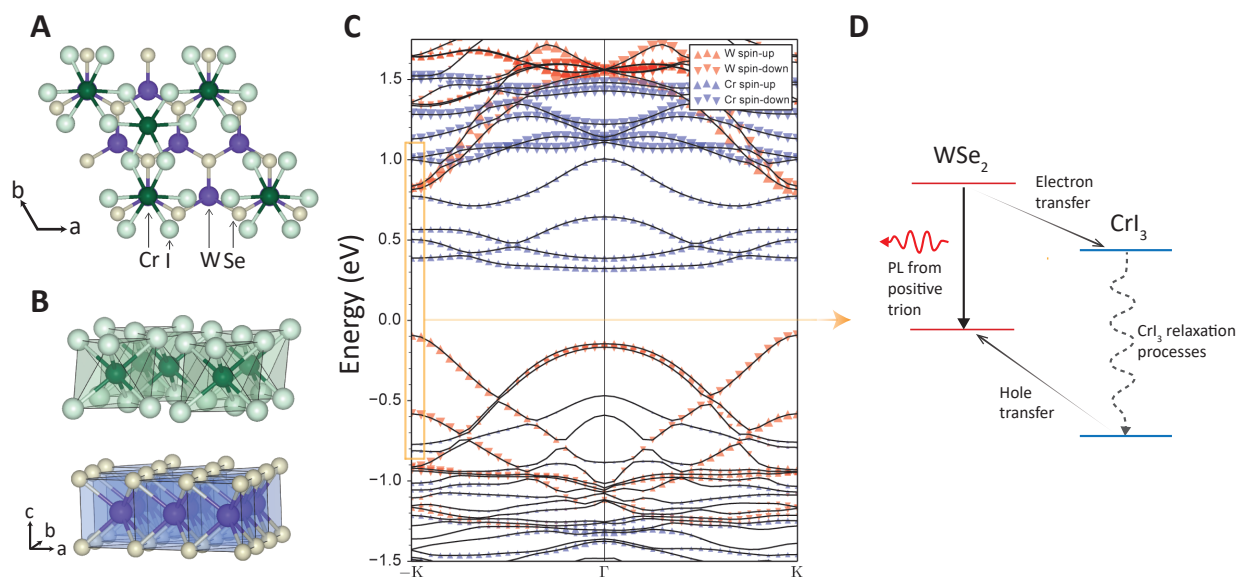 A
b
a
Cr
I
W
Se
B
c
b
a
C
Energy (eV)
1.5
1.0
0.5
0.0
−0.5
−1.0
−1.5
−K
Γ
K
W spin-up
W spin-down
Cr spin-up
Cr spin-down
D
WSe₂
Electron
transfer
CrI₃
PL from
positive
trion
CrI₃ relaxation
processes
Hole
transfer